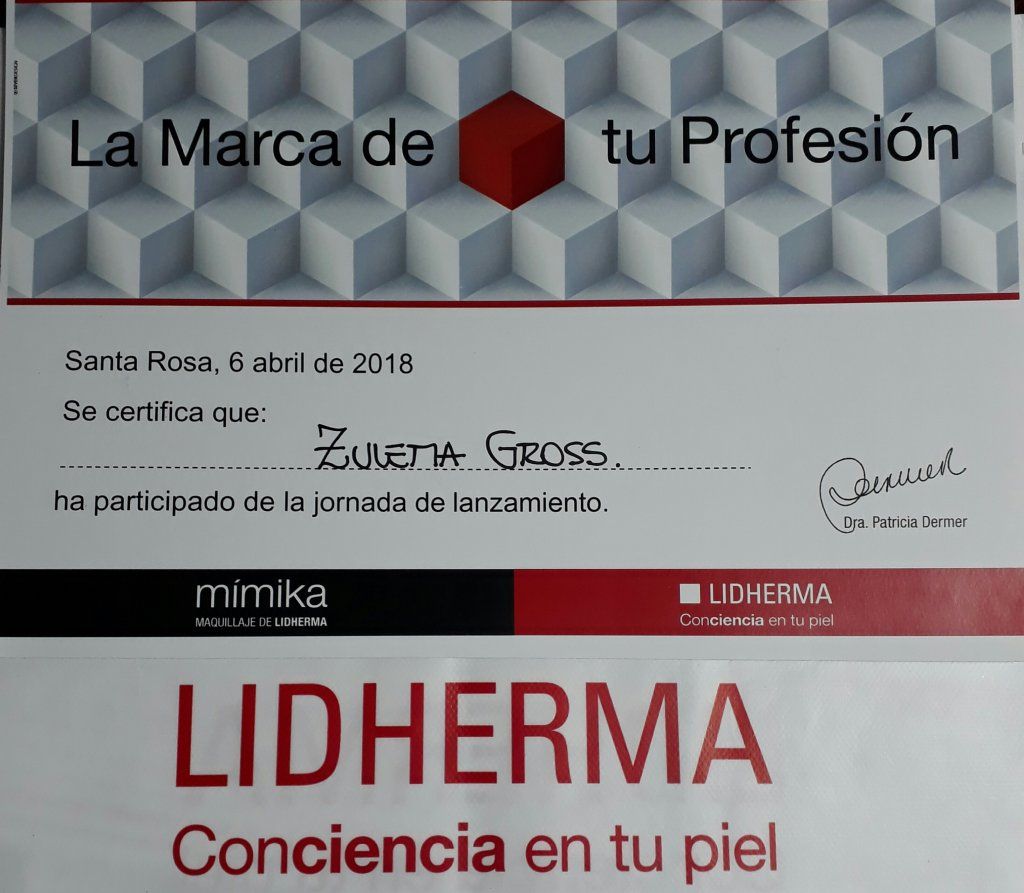 La Marca de tu Profesión
Santa Rosa, 6 abril de 2018
Se certifica que:
ZULEMA GROSS.
ha participado de la jornada de lanzamiento.
Dermer
Dra. Patricia Dermer
mímika
MAQUILLAJE DE LIDHERMA
LIDHERMA
Conciencia en tu piel
LIDHERMA
Conciencia en tu piel